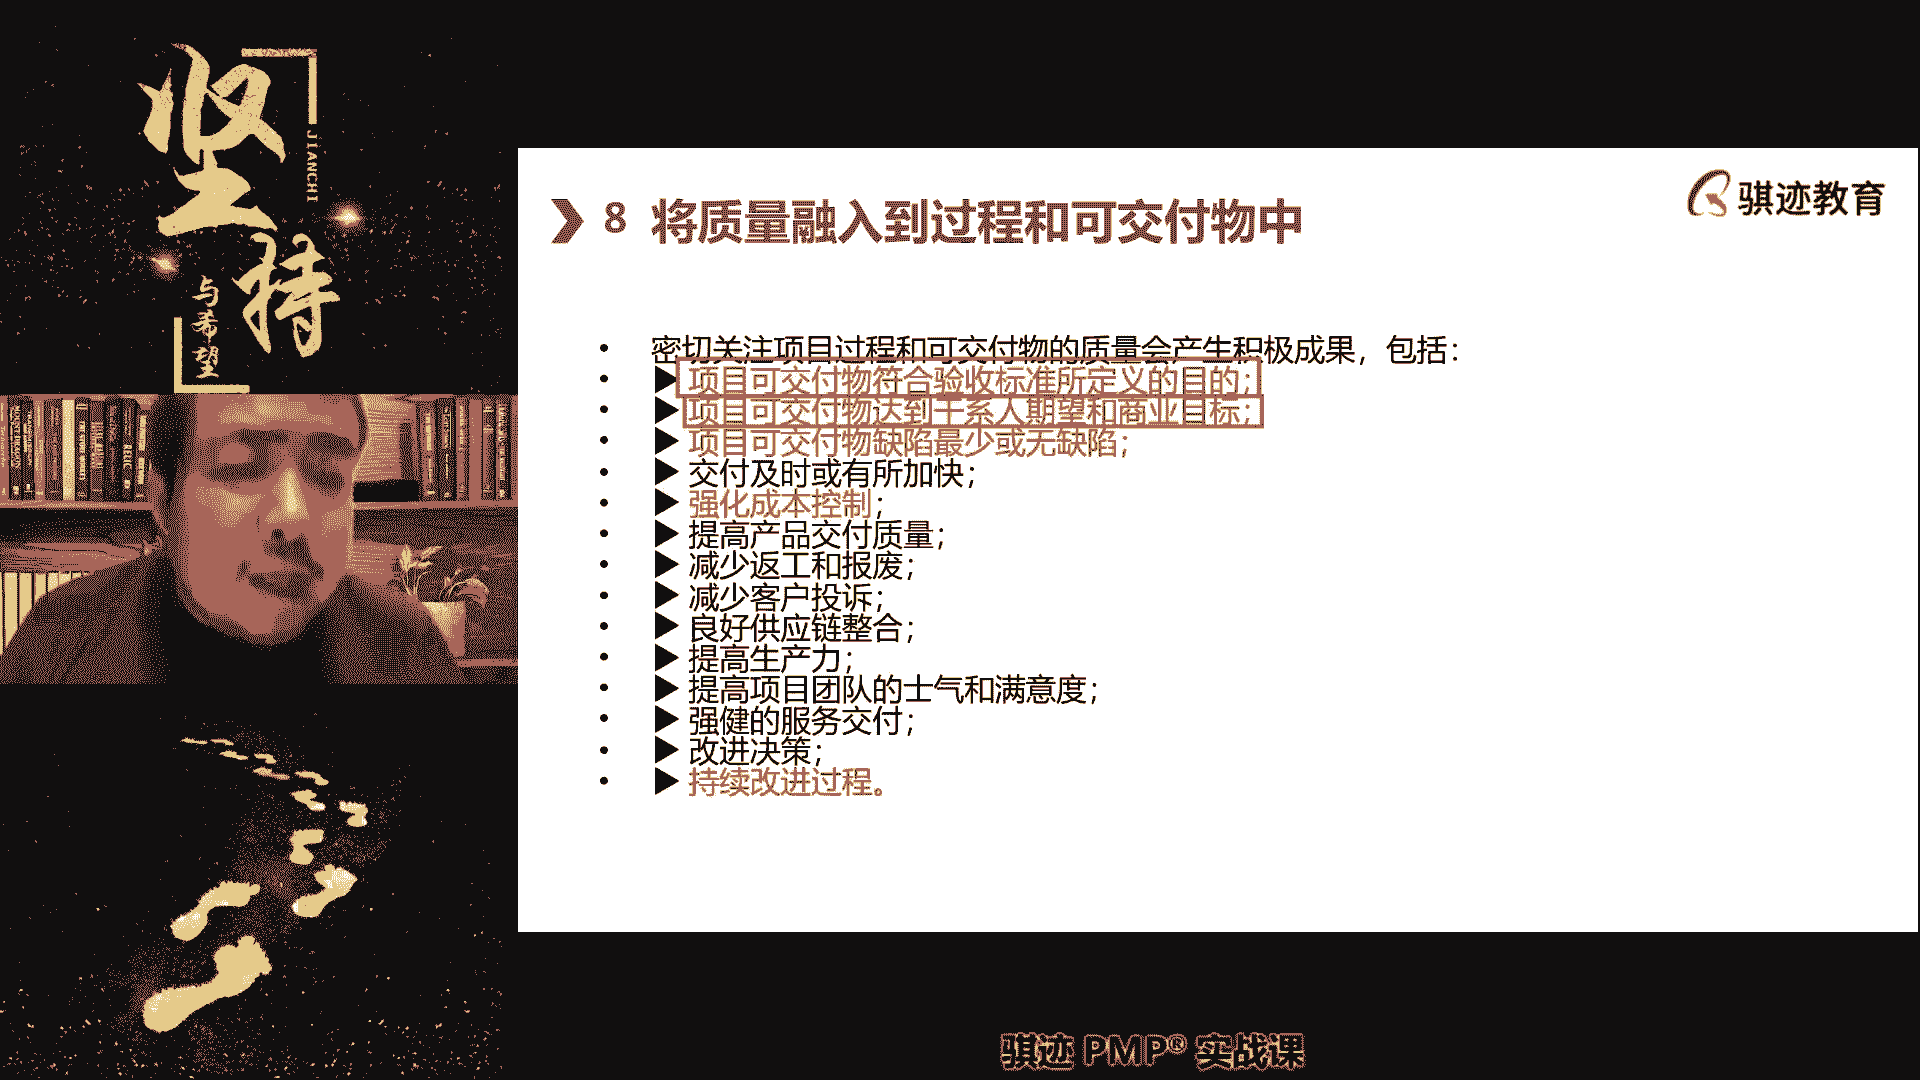 坚持
JIANCHI
与希望
骐迹教育
8 将质量融入到过程和可交付物中
• 密切关注项目过程和可交付物的质量会产生积极成果，包括：
• ▶ 项目可交付物符合验收标准所定义的目的；
• ▶ 项目可交付物达到干系人期望和商业目标；
• ▶ 项目可交付物缺陷最少或无缺陷；
• ▶ 交付及时或有所加快；
• ▶ 强化成本控制；
• ▶ 提高产品交付质量；
• ▶ 减少返工和报废；
• ▶ 减少客户投诉；
• ▶ 良好供应链整合；
• ▶ 提高生产力；
• ▶ 提高项目团队的士气和满意度；
• ▶ 强健的服务交付；
• ▶ 改进决策；
• ▶ 持续改进过程。
骐迹 PMP® 实战课